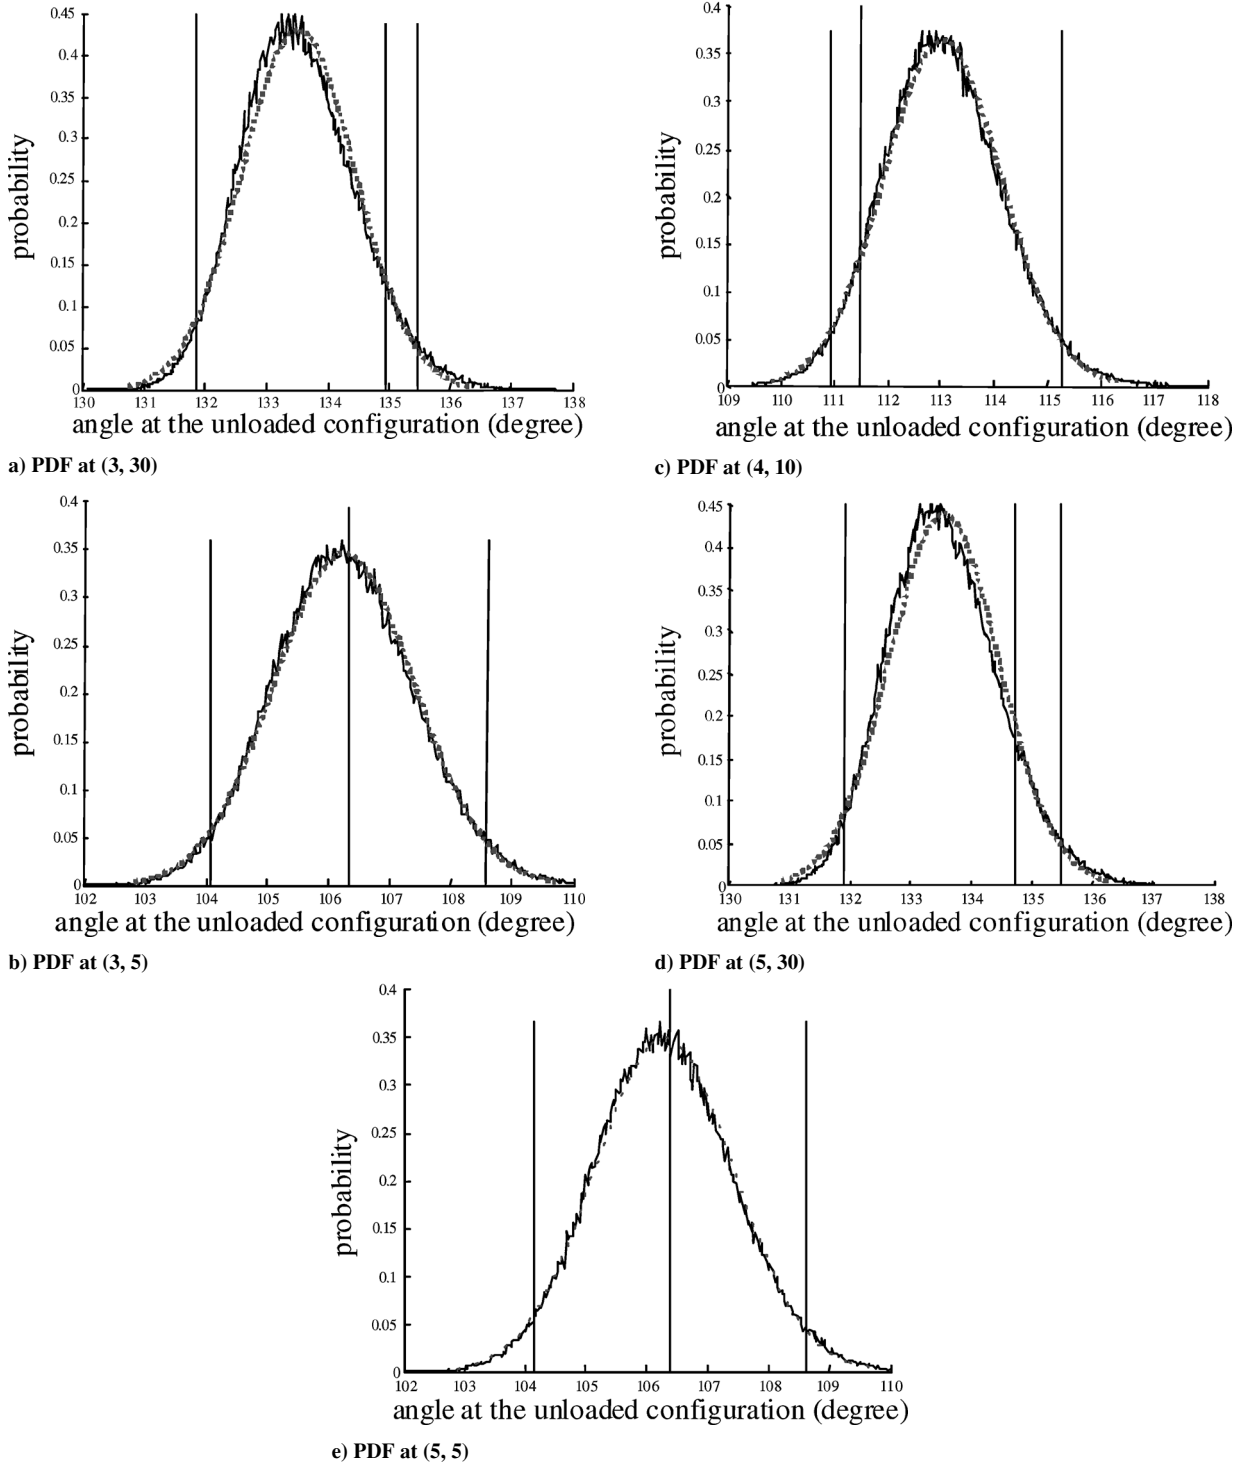 0.45
0.4
0.35
0.3
0.25
0.2
0.15
0.1
0.05
0
probability
130 131 132 133 134 135 136 137 138
angle at the unloaded configuration (degree)
a) PDF at (3, 30)
0.4
0.35
0.3
0.25
0.2
0.15
0.1
0.05
0
probability
109 110 111 112 113 114 115 116 117 118
angle at the unloaded configuration (degree)
c) PDF at (4, 10)
0.4
0.35
0.3
0.25
0.2
0.15
0.1
0.05
0
probability
102 103 104 105 106 107 108 109 110
angle at the unloaded configuration (degree)
b) PDF at (3, 5)
0.45
0.4
0.35
0.3
0.25
0.2
0.15
0.1
0.05
0
probability
130 131 132 133 134 135 136 137 138
angle at the unloaded configuration (degree)
d) PDF at (5, 30)
0.4
0.35
0.3
0.25
0.2
0.15
0.1
0.05
0
probability
102 103 104 105 106 107 108 109 110
angle at the unloaded configuration (degree)
e) PDF at (5, 5)